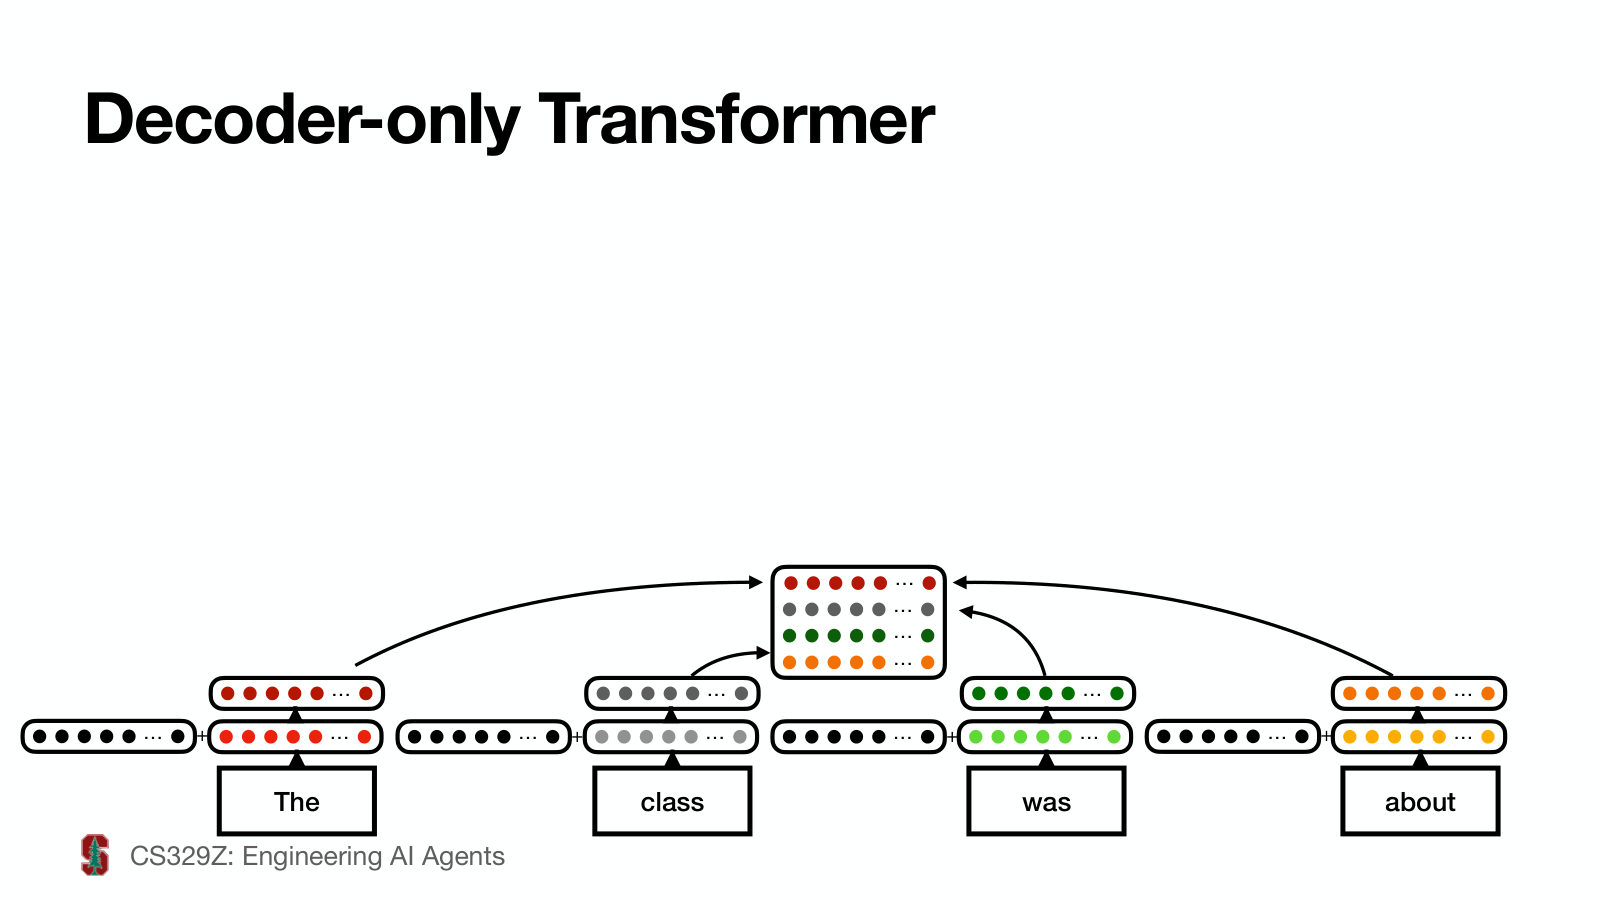 Decoder-only Transformer
The
class
was
about
CS329Z: Engineering AI Agents